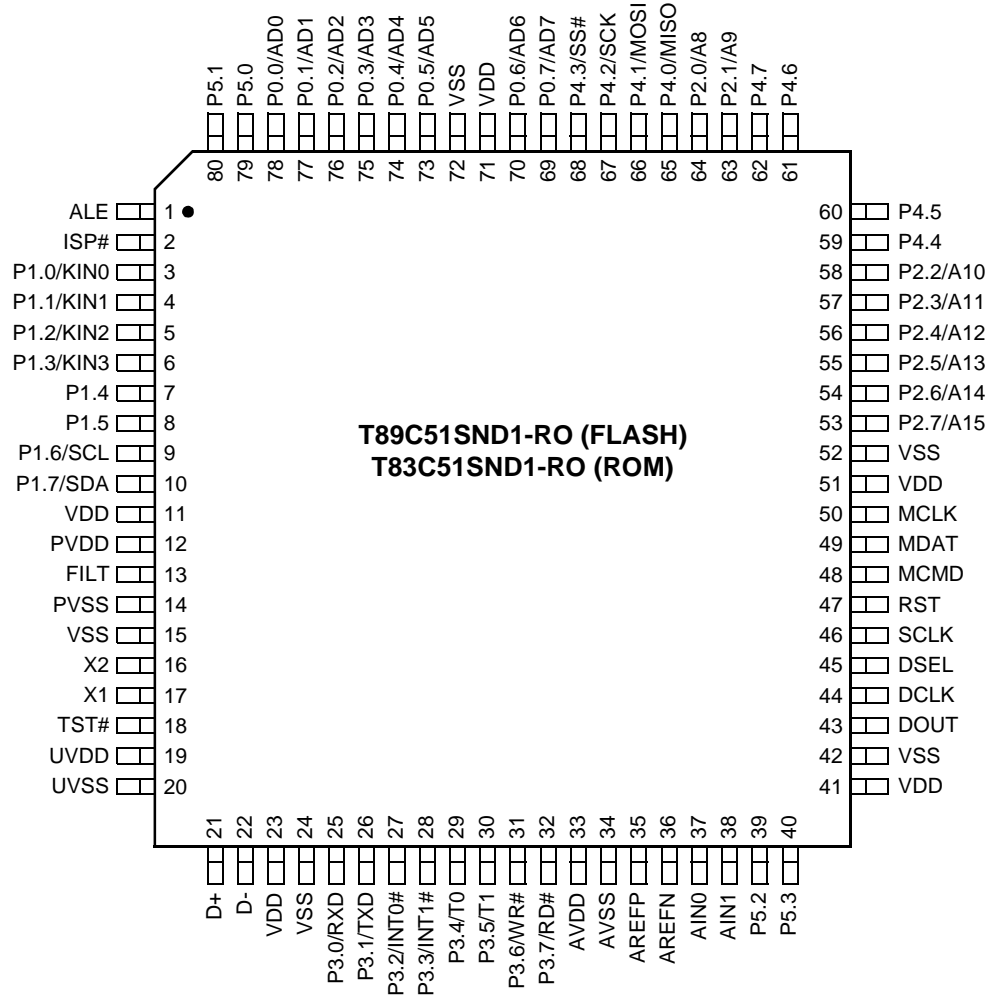 P5.1
P5.0
P0.0/AD0
P0.1/AD1
P0.2/AD2
P0.3/AD3
P0.4/AD4
P0.5/AD5
VSS
VDD
P0.6/AD6
P0.7/AD7
P4.3/SS#
P4.2/SCK
P4.1/MOSI
P4.0/MISO
P2.0/A8
P2.1/A9
P4.7
P4.6
80 79 78 77 76 75 74 73 72 71 70 69 68 67 66 65 64 63 62 61
ALE 1
ISP# 2
P1.0/KIN0 3
P1.1/KIN1 4
P1.2/KIN2 5
P1.3/KIN3 6
P1.4 7
P1.5 8
P1.6/SCL 9
P1.7/SDA 10
VDD 11
PVDD 12
FILT 13
PVSS 14
VSS 15
X2 16
X1 17
TST# 18
UVDD 19
UVSS 20
T89C51SND1-RO (FLASH)
T83C51SND1-RO (ROM)
60 P4.5
59 P4.4
58 P2.2/A10
57 P2.3/A11
56 P2.4/A12
55 P2.5/A13
54 P2.6/A14
53 P2.7/A15
52 VSS
51 VDD
50 MCLK
49 MDAT
48 MCMD
47 RST
46 SCLK
45 DSEL
44 DCLK
43 DOUT
42 VSS
41 VDD
21 22 23 24 25 26 27 28 29 30 31 32 33 34 35 36 37 38 39 40
D+
D-
VDD
VSS
P3.0/RXD
P3.1/TXD
P3.2/INT0#
P3.3/INT1#
P3.4/T0
P3.5/T1
P3.6/WR#
P3.7/RD#
AVDD
AVSS
AREFP
AREFN
AIN0
AIN1
P5.2
P5.3